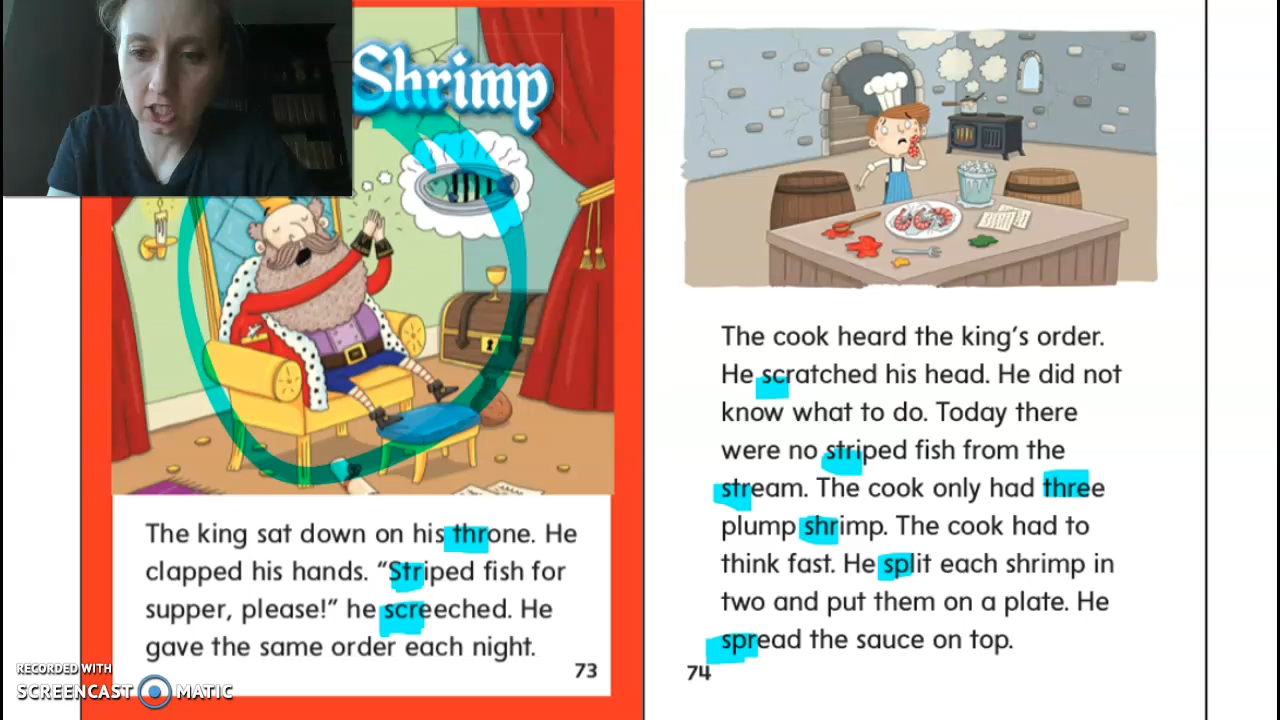 Shrimp
The king sat down on his throne. He
clapped his hands. “Striped fish for
supper, please!” he screeched. He
gave the same order each night.
73
The cook heard the king’s order.
He scratched his head. He did not
know what to do. Today there
were no striped fish from the
stream. The cook only had three
plump shrimp. The cook had to
think fast. He split each shrimp in
two and put them on a plate. He
spread the sauce on top.
74
RECORDED WITH
SCREENCAST MATIC